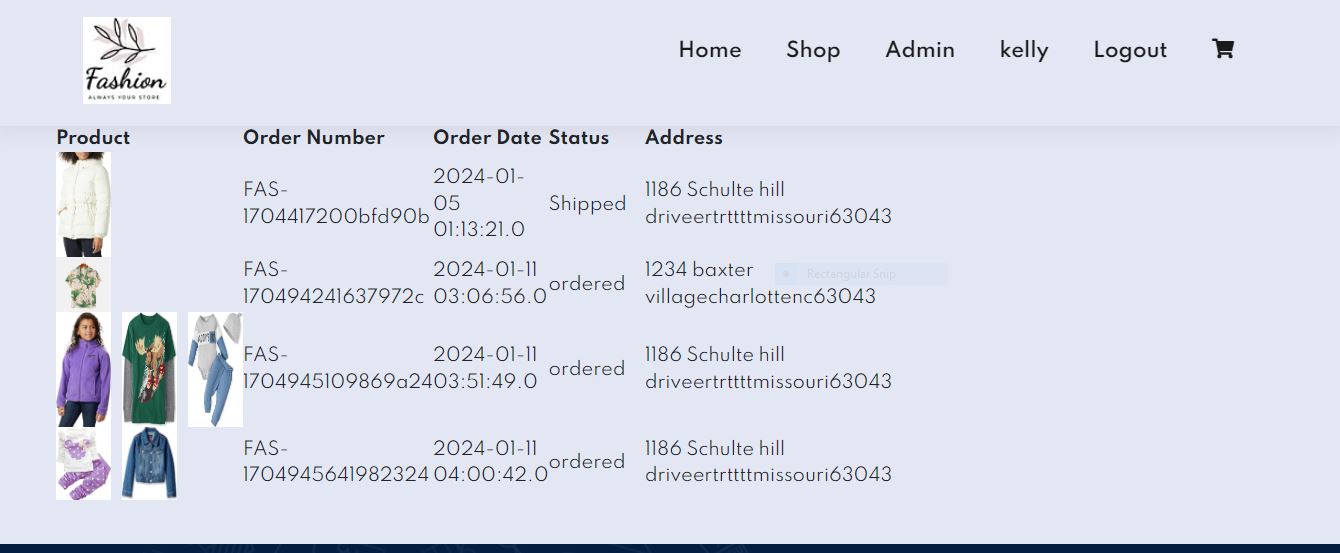 Fashion
ALWAYS YOUR STORE
Home Shop Admin kelly Logout
Product Order Number Order Date Status Address
FAS-
1704417200bfd90b
2024-01-
05
01:13:21.0
Shipped
1186 Schulte hill
driveertrttttmissouri63043
FAS-
170494241637972c
2024-01-11
03:06:56.0
ordered
1234 baxter
villagecharlottenc63043
Rectangular Snip
FAS-
1704945109869a24
2024-01-11
03:51:49.0
ordered
1186 Schulte hill
driveertrttttmissouri63043
FAS-
1704945641982324
2024-01-11
04:00:42.0
ordered
1186 Schulte hill
driveertrttttmissouri63043